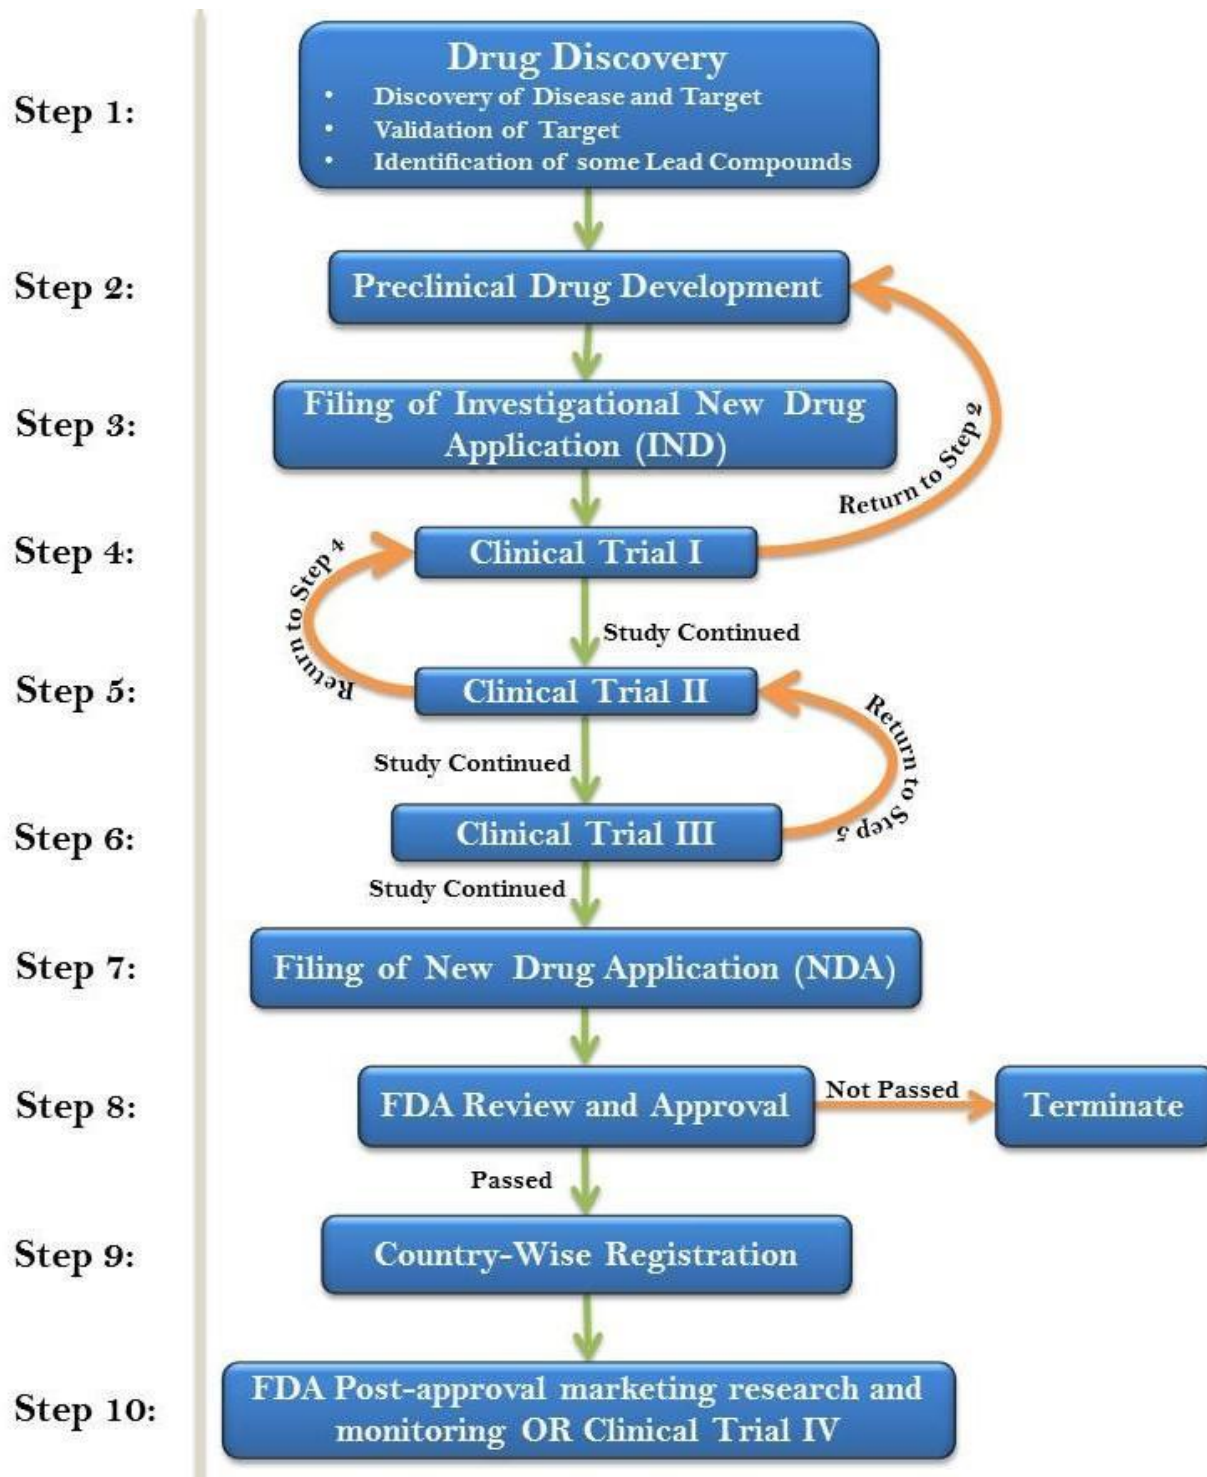 Step 1:
Drug Discovery
• Discovery of Disease and Target
• Validation of Target
• Identification of some Lead Compounds
Step 2:
Preclinical Drug Development
Step 3:
Filing of Investigational New Drug
Application (IND)
Return to Step 2
Step 4:
Clinical Trial I
Return to Step 4
Study Continued
Step 5:
Clinical Trial II
Return to Step 5
Study Continued
Step 6:
Clinical Trial III
Study Continued
Step 7:
Filing of New Drug Application (NDA)
Step 8:
FDA Review and Approval
Not Passed
Terminate
Passed
Step 9:
Country-Wise Registration
Step 10:
FDA Post-approval marketing research and
monitoring OR Clinical Trial IV